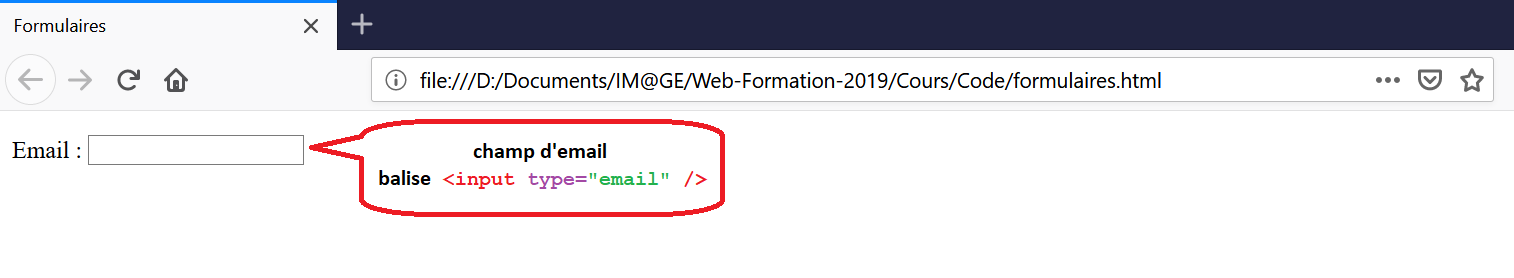 Formulaires
file:///D:/Documents/IM@GE/Web-Formation-2019/Cours/Code/formulaires.html
Email :
champ d'email
balise <input type="email" />